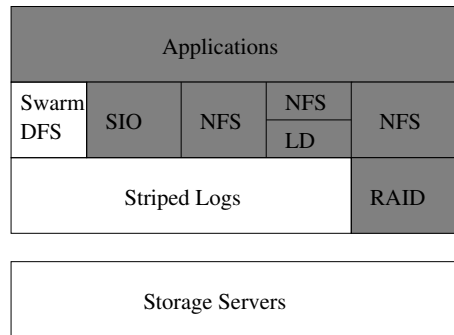 Applications
Swarm
DFS
SIO
NFS
NFS
LD
NFS
Striped Logs
RAID
Storage Servers